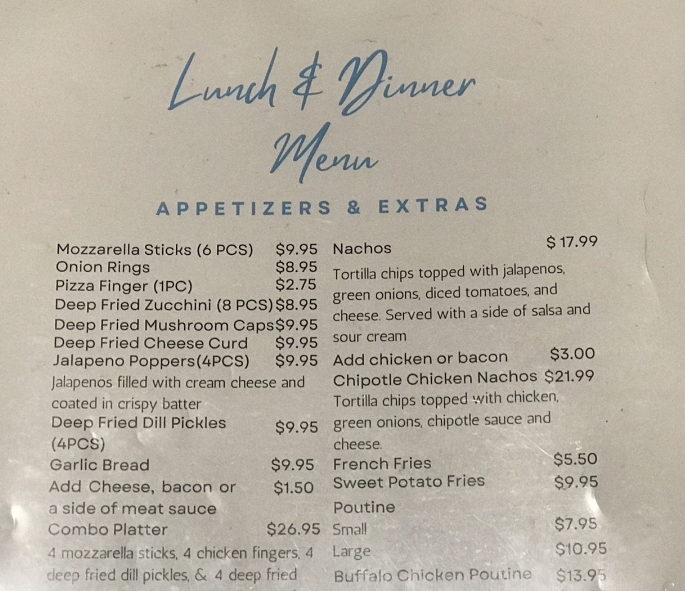 Lunch & Dinner
Menu
APPETIZERS & EXTRAS
Mozzarella Sticks (6 PCS) $9.95
Onion Rings $8.95
Pizza Finger (1PC) $2.75
Deep Fried Zucchini (8 PCS) $8.95
Deep Fried Mushroom Caps $9.95
Deep Fried Cheese Curd $9.95
Jalapeno Poppers(4PCS) $9.95
Jalapenos filled with cream cheese and
coated in crispy batter
Deep Fried Dill Pickles $9.95
(4PCS)
Garlic Bread $9.95
Add Cheese, bacon or $1.50
a side of meat sauce
Combo Platter $26.95
4 mozzarella sticks, 4 chicken fingers, 4
deep fried dill pickles, & 4 deep fried
Nachos $ 17.99
Tortilla chips topped with jalapenos,
green onions, diced tomatoes, and
cheese. Served with a side of salsa and
sour cream
Add chicken or bacon $3.00
Chipotle Chicken Nachos $21.99
Tortilla chips topped with chicken,
green onions, chipotle sauce and
cheese.
French Fries $5.50
Sweet Potato Fries $9.95
Poutine
Small $7.95
Large $10.95
Buffalo Chicken Poutine $13.95